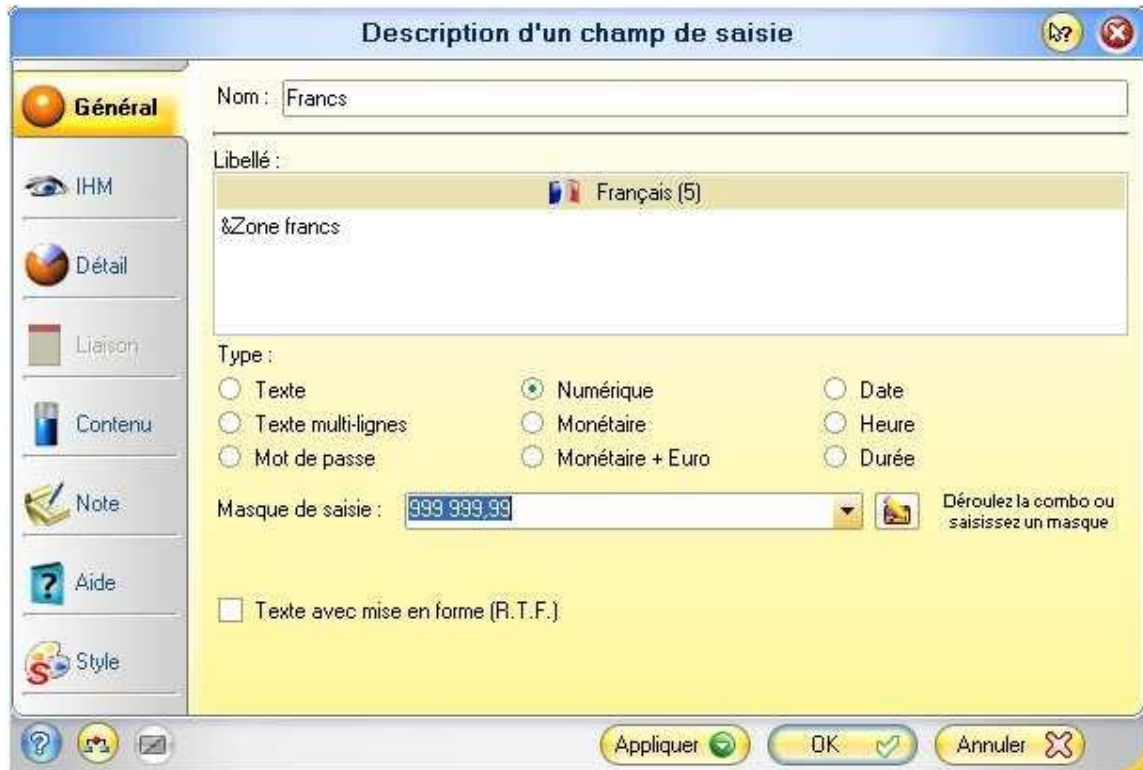 Description d'un champ de saisie
Général
IHM
Détail
Liaison
Contenu
Note
Aide
Style
Nom : Francs
Libellé :
Français (5)
&Zone francs
Type :
Texte Numérique Date
Texte multi-lignes Monétaire Heure
Mot de passe Monétaire + Euro Durée
Masque de saisie : 999 999,99 Déroulez la combo ou
saisissez un masque
Texte avec mise en forme (R.T.F.)
Appliquer OK Annuler